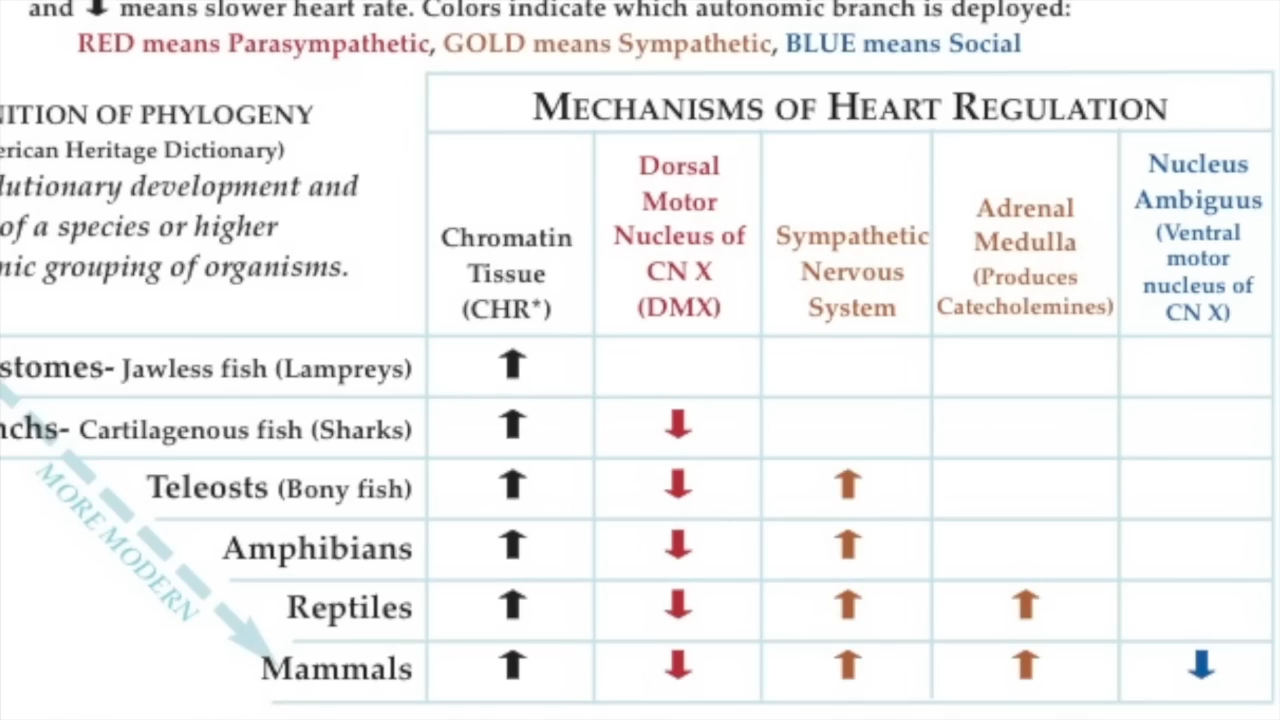 and ⬇ means slower heart rate. Colors indicate which autonomic branch is deployed:
RED means Parasympathetic, GOLD means Sympathetic, BLUE means Social
NITION OF PHYLOGENY
erican Heritage Dictionary)
lutionary development and
of a species or higher
nic grouping of organisms.
MECHANISMS OF HEART REGULATION
Chromatin
Tissue
(CHR*)
Dorsal
Motor
Nucleus of
CN X
(DMX)
Sympathetic
Nervous
System
Adrenal
Medulla
(Produces
Catecholemines)
Nucleus
Ambiguus
(Ventral
motor
nucleus of
CN X)
stomes- Jawless fish (Lampreys) ⬆
nchs- Cartilagenous fish (Sharks) ⬆ ⬇
Teleosts (Bony fish) ⬆ ⬇ ⬆
Amphibians ⬆ ⬇ ⬆
Reptiles ⬆ ⬇ ⬆ ⬆
Mammals ⬆ ⬇ ⬆ ⬆ ⬇
MORE MODERN